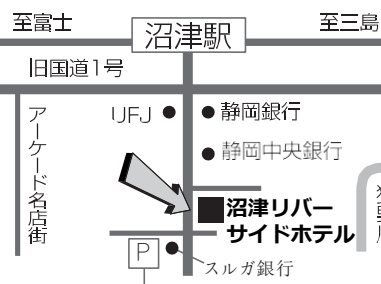 至富士
沼津駅
至三島
旧国道1号
アーケード名店街
UFJ
静岡銀行
静岡中央銀行
沼津リバー
サイドホテル
P
スルガ銀行